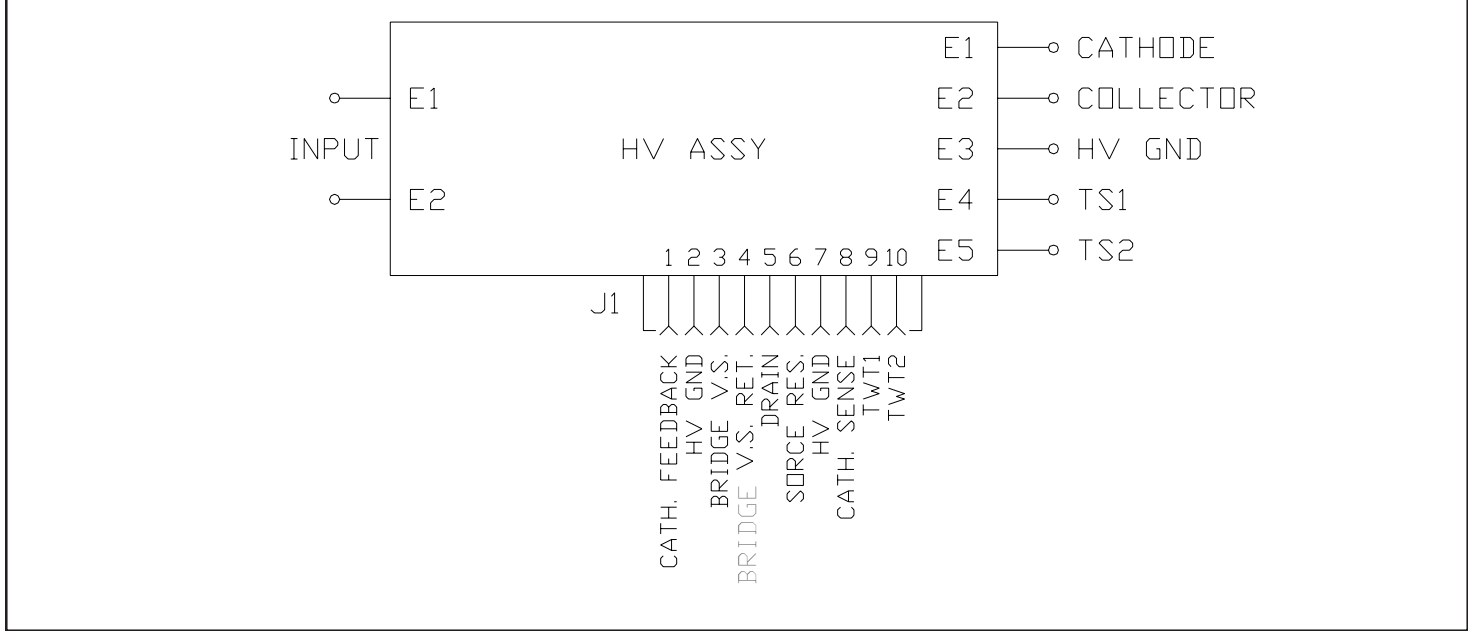 E1 CATHODE
E1 E2 COLLECTOR
INPUT HV ASSY E3 HV GND
E2 E4 TS1
E5 TS2
1 2 3 4 5 6 7 8 9 10
J1
CATH. FEEDBACK
HV GND
BRIDGE V.S.
BRIDGE V.S. RET.
DRAIN
SORCE RES.
HV GND
CATH. SENSE
TWT1
TWT2